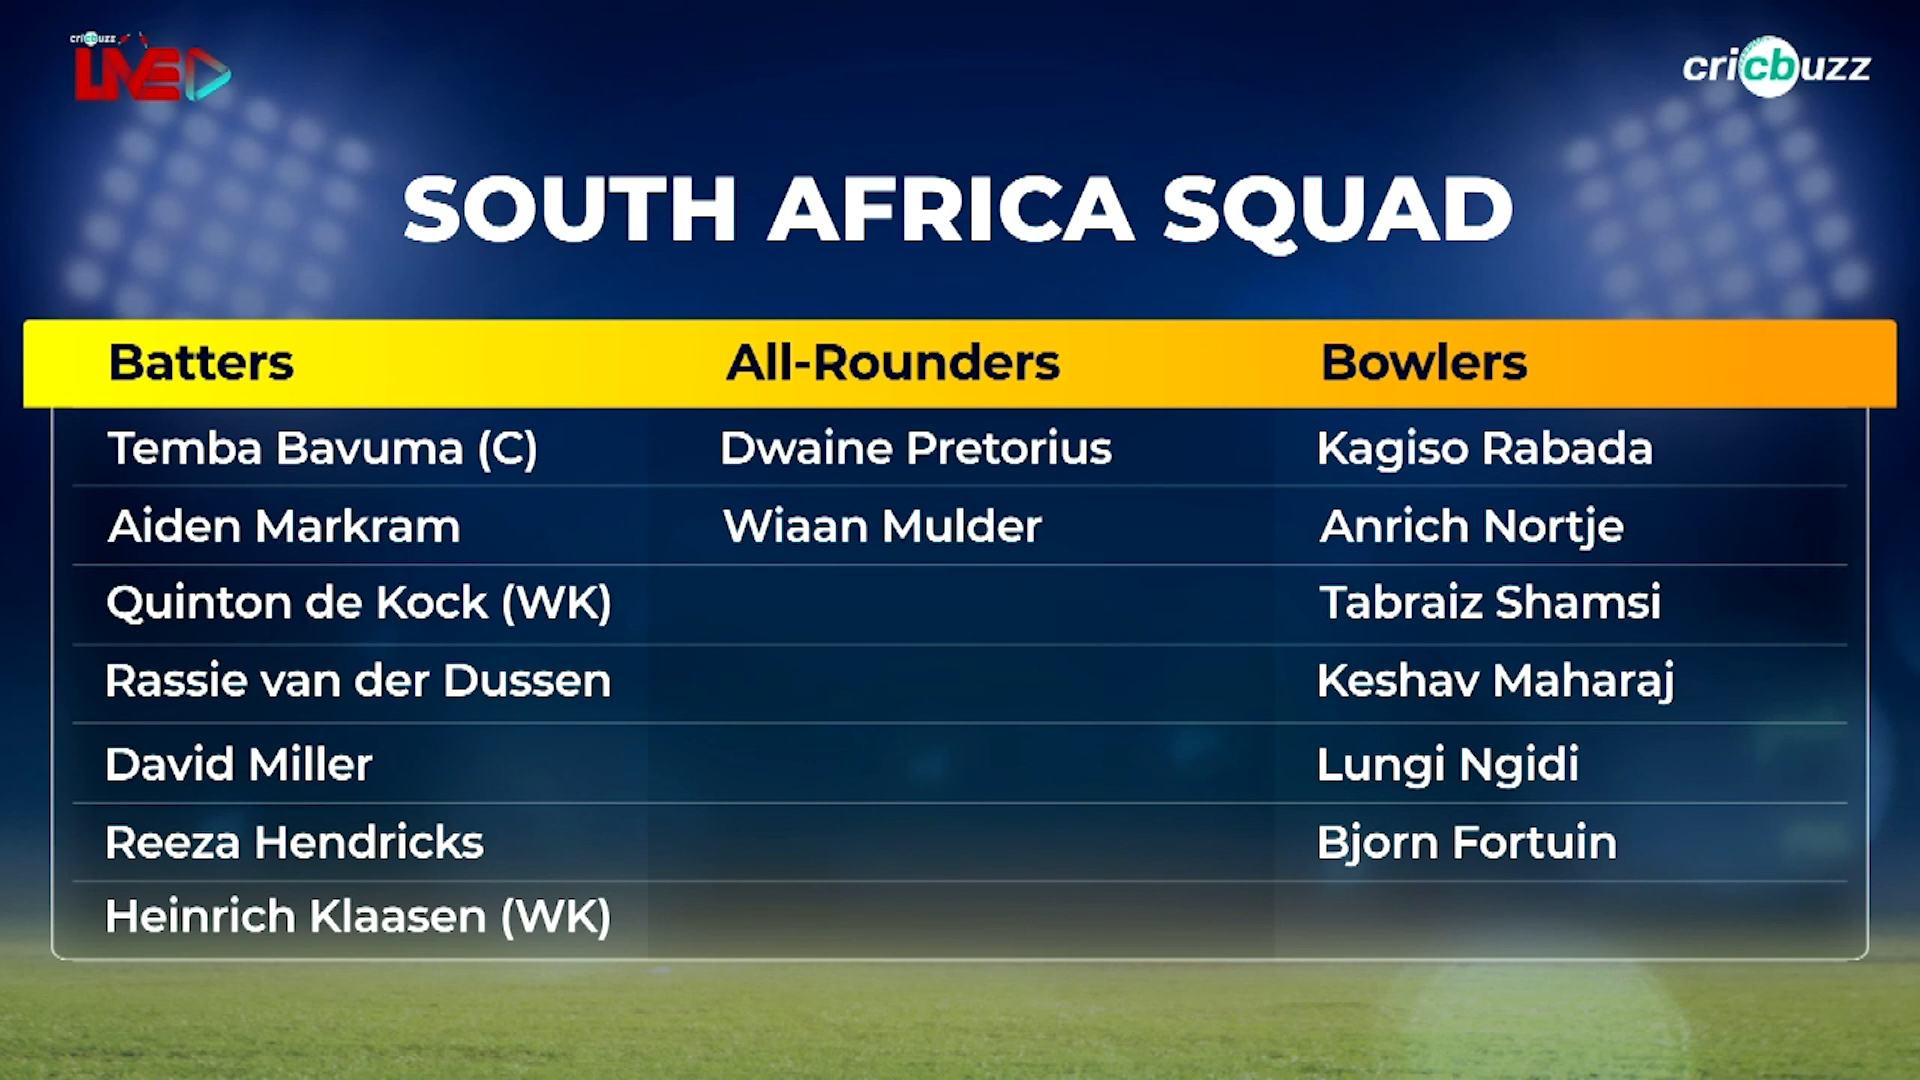 cricbuzz
LIVE
cricbuzz
SOUTH AFRICA SQUAD
Batters All-Rounders Bowlers
Temba Bavuma (C) Dwaine Pretorius Kagiso Rabada
Aiden Markram Wiaan Mulder Anrich Nortje
Quinton de Kock (WK) Tabraiz Shamsi
Rassie van der Dussen Keshav Maharaj
David Miller Lungi Ngidi
Reeza Hendricks Bjorn Fortuin
Heinrich Klaasen (WK)